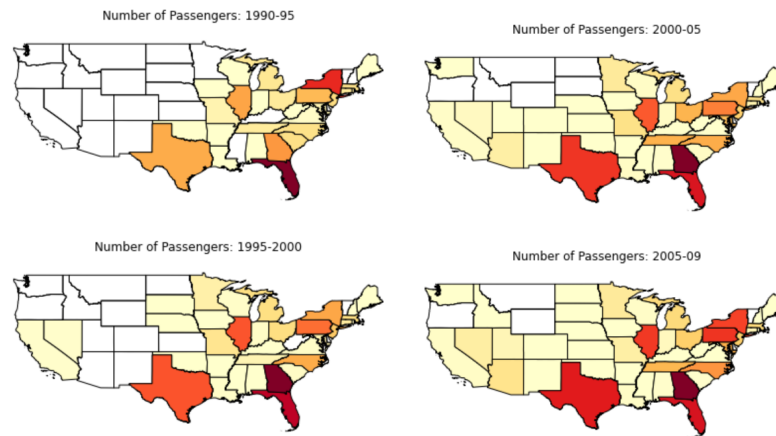 Number of Passengers: 1990-95
Number of Passengers: 2000-05
Number of Passengers: 1995-2000
Number of Passengers: 2005-09